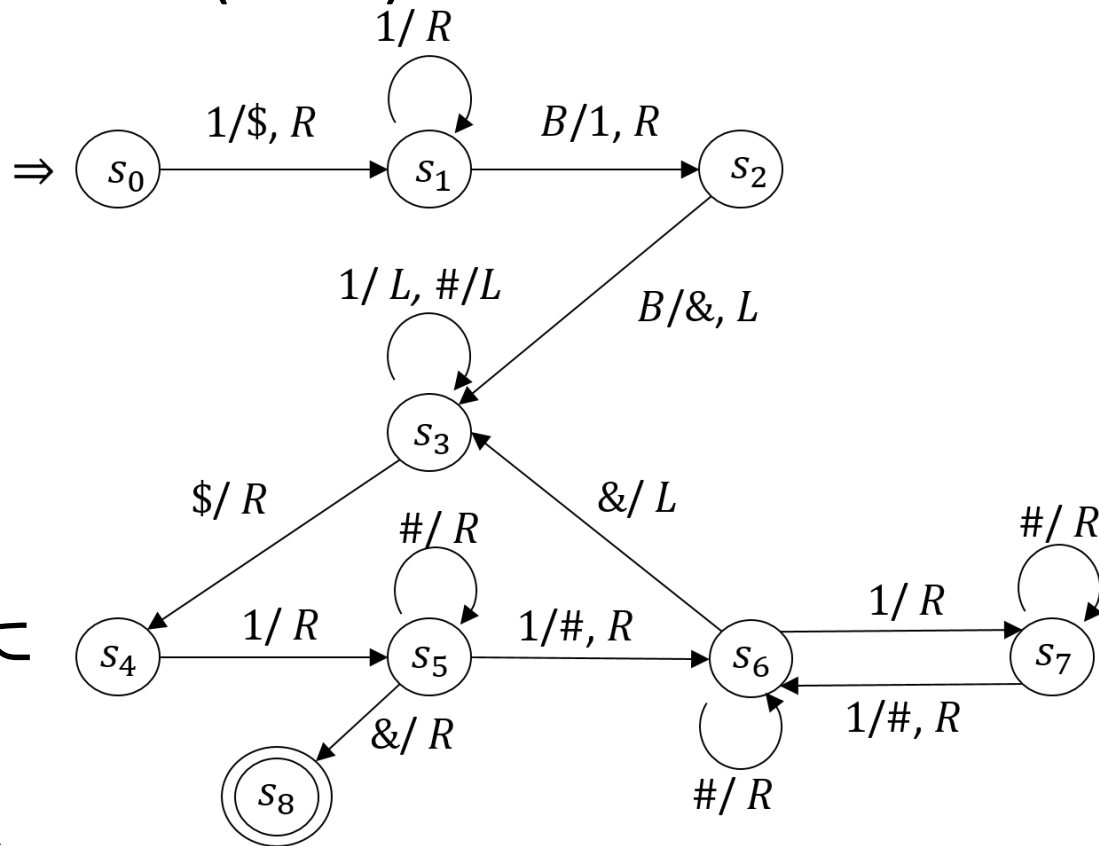 1/ R
1/$, R
B/1, R
⇒ s₀
s₁
s₂
1/ L, #/L
B/&, L
s₃
$/ R
&/ L
#/ R
#/ R
1/ R
1/#, R
1/ R
s₄
s₅
s₆
s₇
&/ R
1/#, R
s₈
#/ R